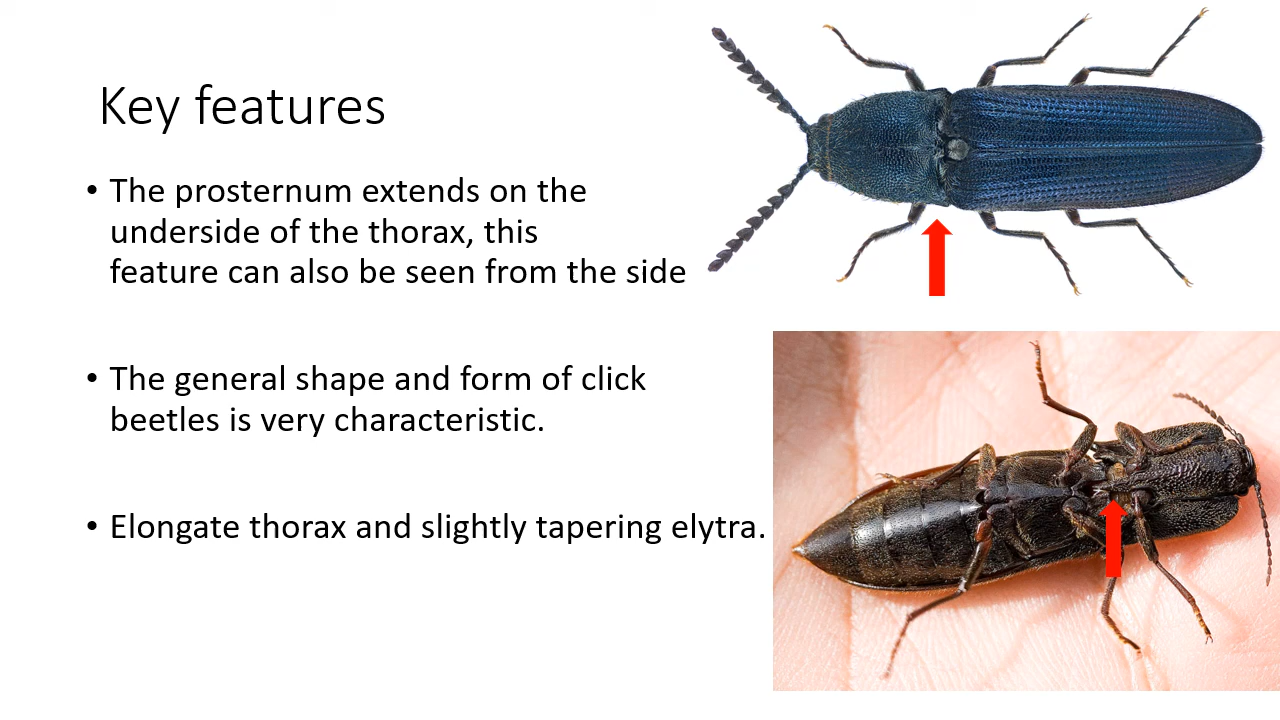 Key features
• The prosternum extends on the
underside of the thorax, this
feature can also be seen from the side
• The general shape and form of click
beetles is very characteristic.
• Elongate thorax and slightly tapering elytra.